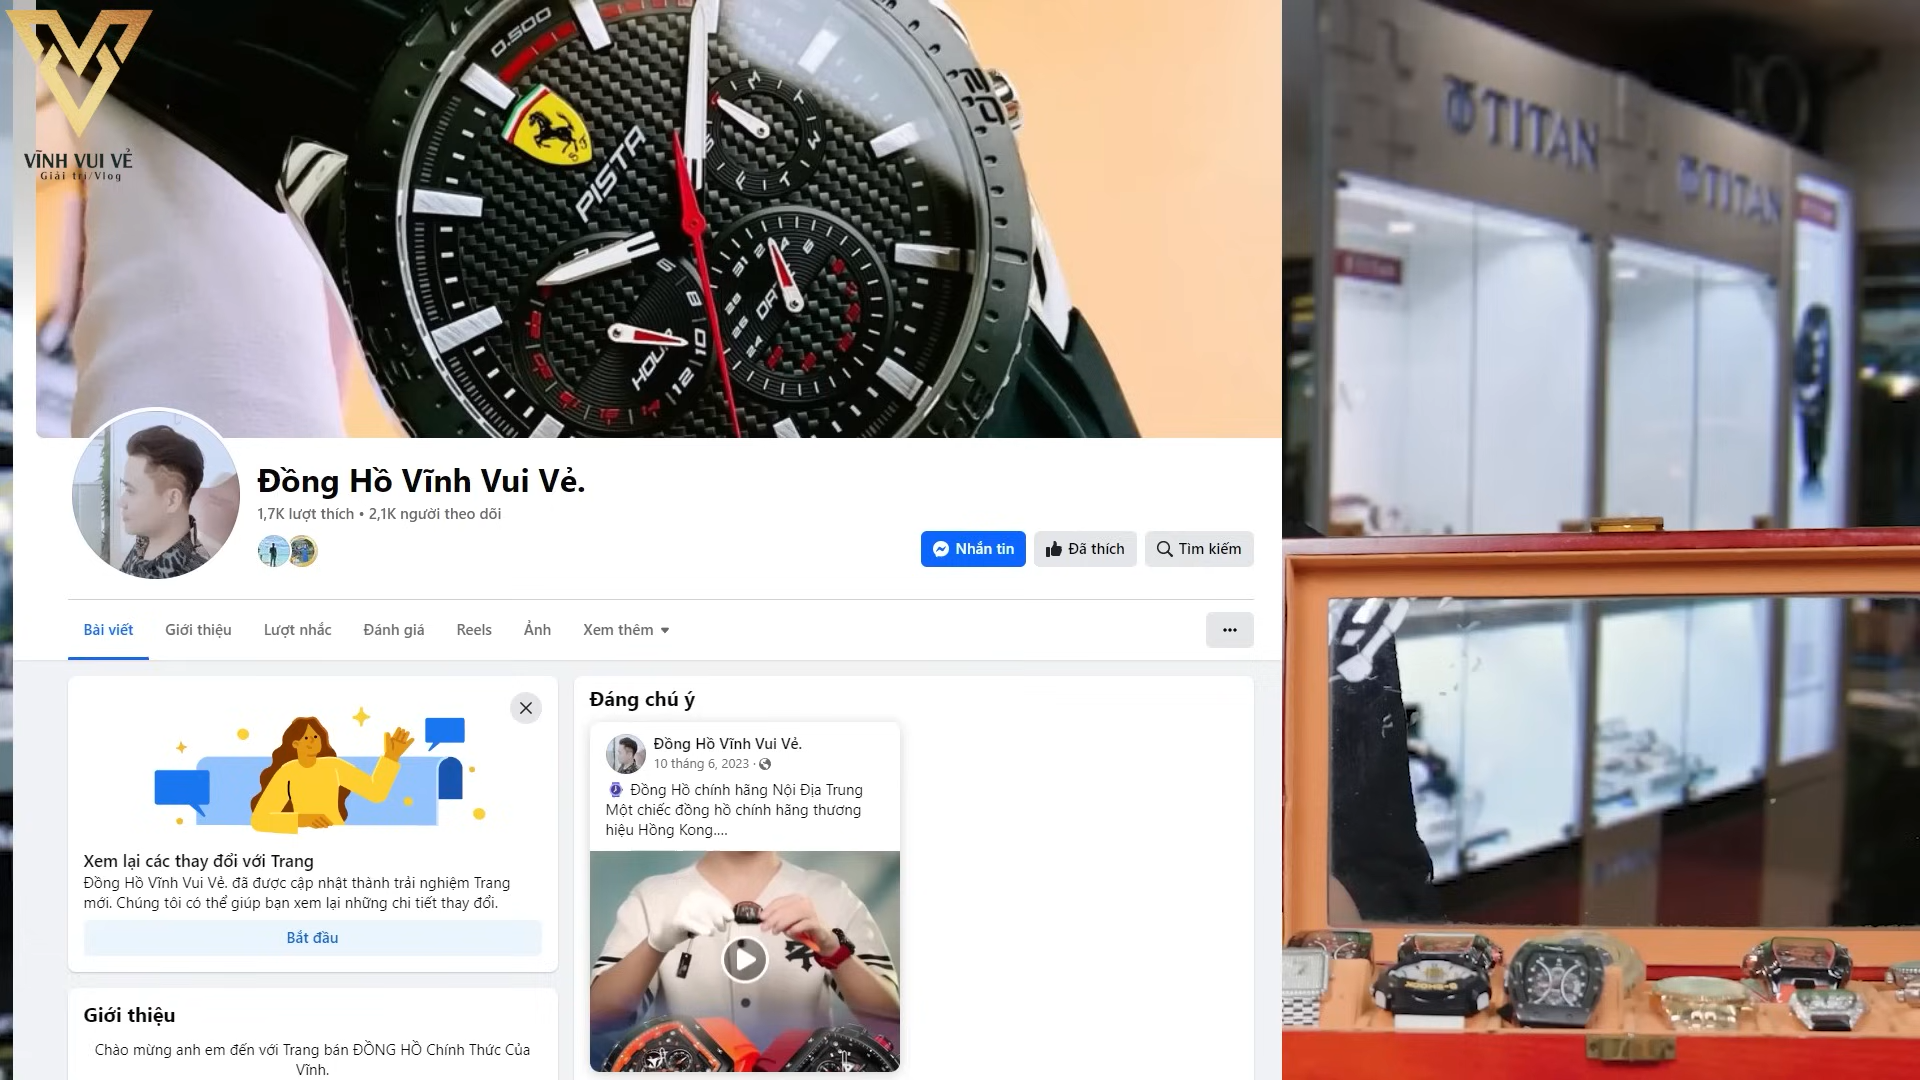 VĨNH VUI VẺ
Giải trí/Vlog
0.500
PISTA
HOUR
TITAN
TITAN
Đồng Hồ Vĩnh Vui Vẻ.
1,7K lượt thích • 2,1K người theo dõi
Nhắn tin
Đã thích
Tìm kiếm
Bài viết
Giới thiệu
Lượt nhắc
Đánh giá
Reels
Ảnh
Xem thêm
Xem lại các thay đổi với Trang
Đồng Hồ Vĩnh Vui Vẻ. đã được cập nhật thành trải nghiệm Trang
mới. Chúng tôi có thể giúp bạn xem lại những chi tiết thay đổi.
Bắt đầu
Giới thiệu
Chào mừng anh em đến với Trang bán ĐỒNG HỒ Chính Thức Của
Vĩnh.
Đáng chú ý
Đồng Hồ Vĩnh Vui Vẻ.
10 tháng 6, 2023 ·
Đồng Hồ chính hãng Nội Địa Trung
Một chiếc đồng hồ chính hãng thương
hiệu Hồng Kong....